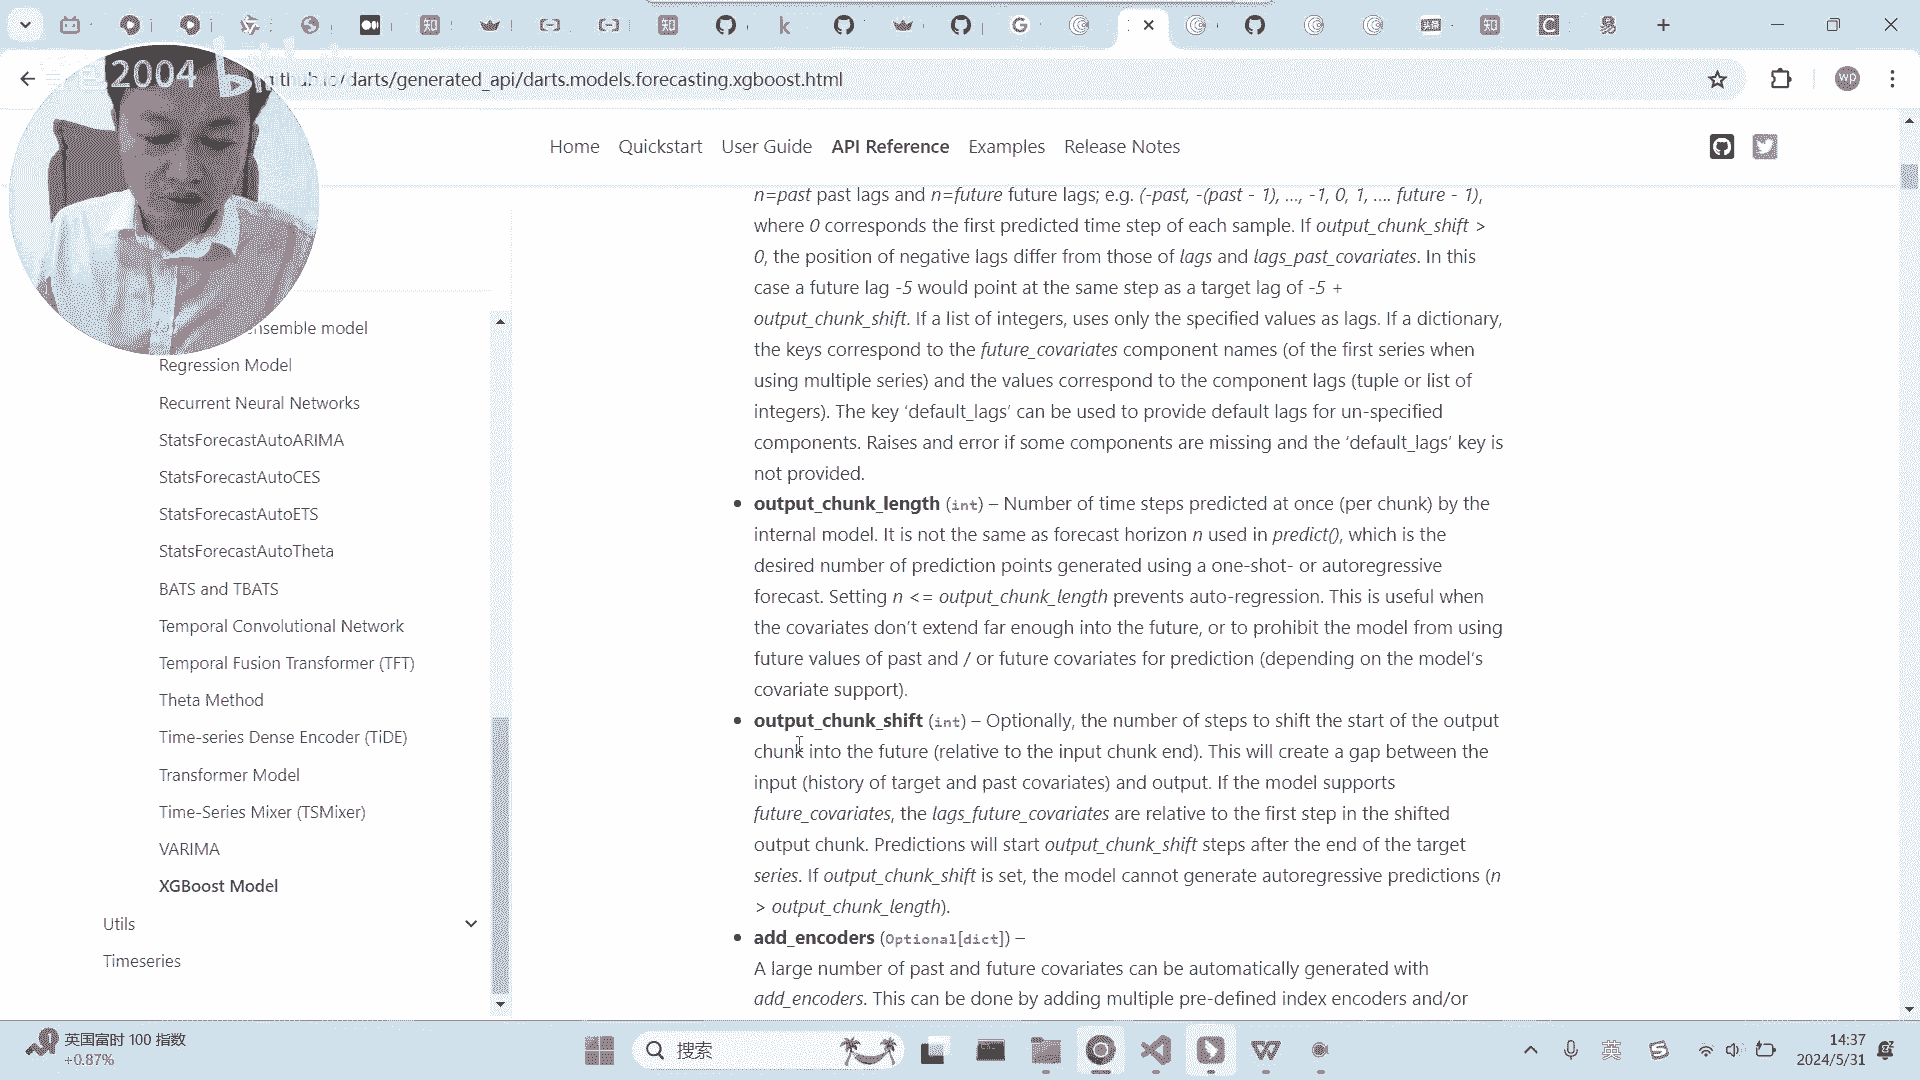 2004
/darts/generated_api/darts.models.forecasting.xgboost.html
wp
Home Quickstart User Guide API Reference Examples Release Notes
n=past past lags and n=future future lags; e.g. (-past, -(past - 1), ..., -1, 0, 1, .... future - 1),
where 0 corresponds the first predicted time step of each sample. If output_chunk_shift >
0, the position of negative lags differ from those of lags and lags_past_covariates. In this
case a future lag -5 would point at the same step as a target lag of -5 +
output_chunk_shift. If a list of integers, uses only the specified values as lags. If a dictionary,
the keys correspond to the future_covariates component names (of the first series when
using multiple series) and the values correspond to the component lags (tuple or list of
integers). The key ‘default_lags’ can be used to provide default lags for un-specified
components. Raises and error if some components are missing and the ‘default_lags’ key is
not provided.
• output_chunk_length (int) – Number of time steps predicted at once (per chunk) by the
internal model. It is not the same as forecast horizon n used in predict(), which is the
desired number of prediction points generated using a one-shot- or autoregressive
forecast. Setting n <= output_chunk_length prevents auto-regression. This is useful when
the covariates don’t extend far enough into the future, or to prohibit the model from using
future values of past and / or future covariates for prediction (depending on the model’s
covariate support).
• output_chunk_shift (int) – Optionally, the number of steps to shift the start of the output
chunk into the future (relative to the input chunk end). This will create a gap between the
input (history of target and past covariates) and output. If the model supports
future_covariates, the lags_future_covariates are relative to the first step in the shifted
output chunk. Predictions will start output_chunk_shift steps after the end of the target
series. If output_chunk_shift is set, the model cannot generate autoregressive predictions (n
> output_chunk_length).
• add_encoders (Optional[dict]) –
A large number of past and future covariates can be automatically generated with
add_encoders. This can be done by adding multiple pre-defined index encoders and/or
ensemble model
Regression Model
Recurrent Neural Networks
StatsForecastAutoARIMA
StatsForecastAutoCES
StatsForecastAutoETS
StatsForecastAutoTheta
BATS and TBATS
Temporal Convolutional Network
Temporal Fusion Transformer (TFT)
Theta Method
Time-series Dense Encoder (TiDE)
Transformer Model
Time-Series Mixer (TSMixer)
VARIMA
XGBoost Model
Utils
Timeseries
英国富时 100 指数
+0.87%
搜索
英
14:37
2024/5/31